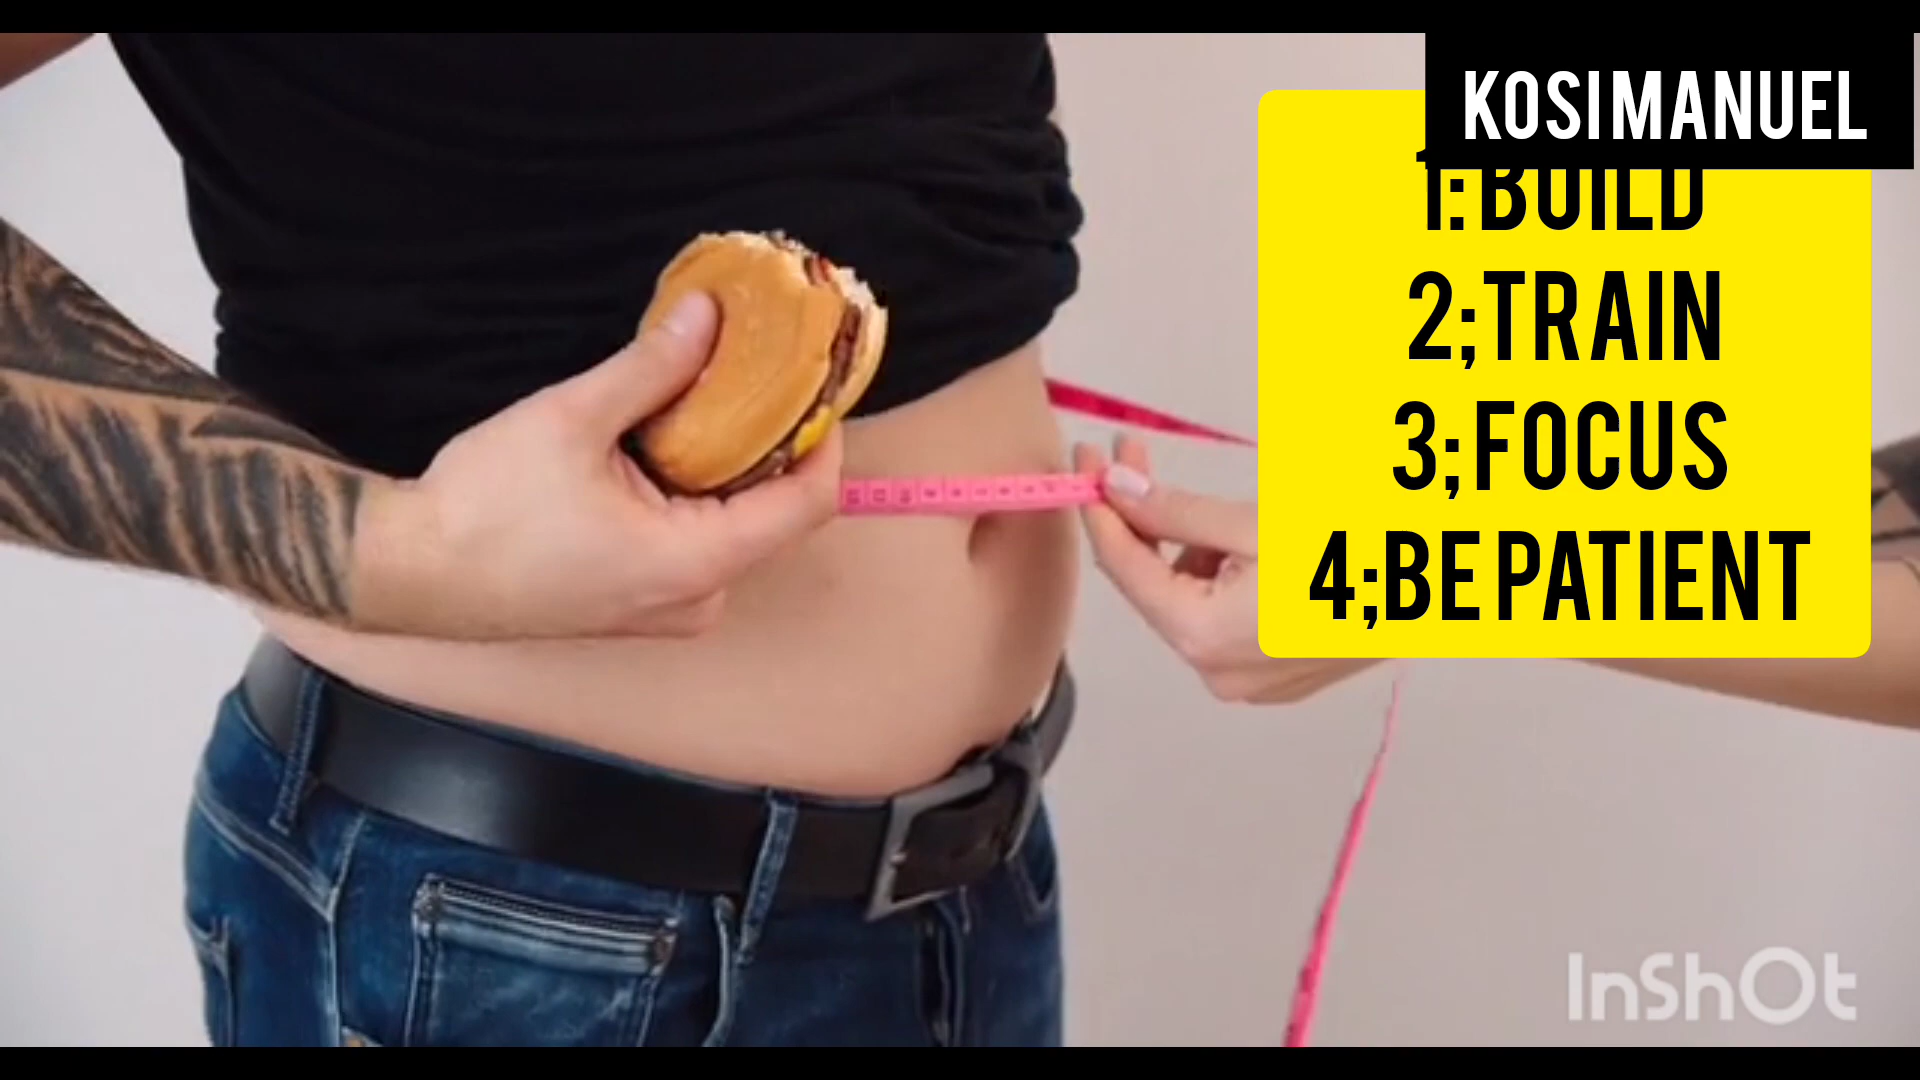 KOSIMANUEL
1: BUILD
2;TRAIN
3;FOCUS
4;BE PATIENT
InShOt